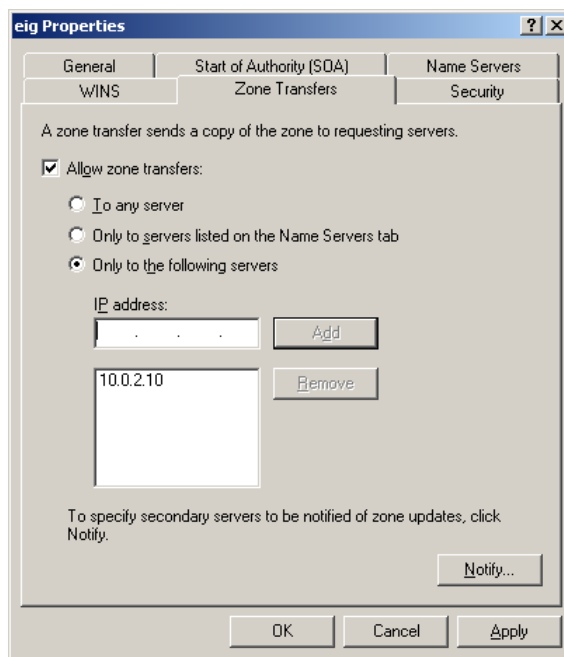 eig Properties
General Start of Authority (SOA) Name Servers
WINS Zone Transfers Security
A zone transfer sends a copy of the zone to requesting servers.
Allow zone transfers:
To any server
Only to servers listed on the Name Servers tab
Only to the following servers
IP address:
. . . Add
10.0.2.10 Remove
To specify secondary servers to be notified of zone updates, click
Notify.
Notify...
OK Cancel Apply